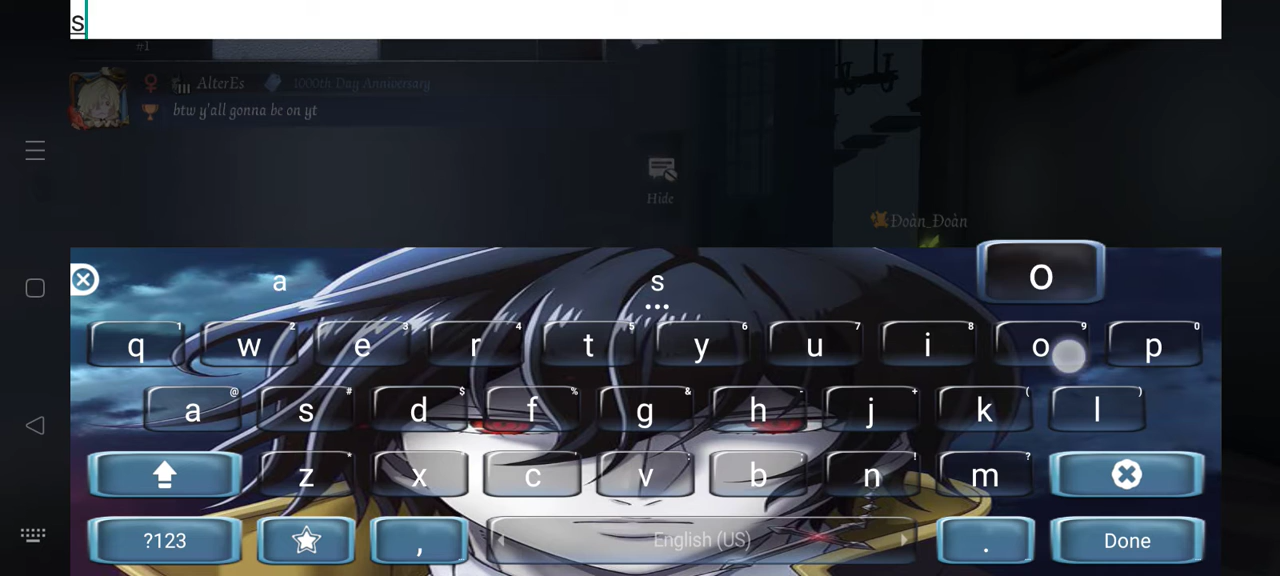 s
#1
AlterEs 1000th Day Anniversary
btw y'all gonna be on yt
Hide
Đoàn_Đoàn
a s
o
q 1 w 2 e 3 r 4 t 5 y 6 u 7 i 8 o 9 p 0
a @ s # d $ f % g & h - j + k ( l )
z * x " c ' v : b ; n ! m ?
?123 , English (US) . Done